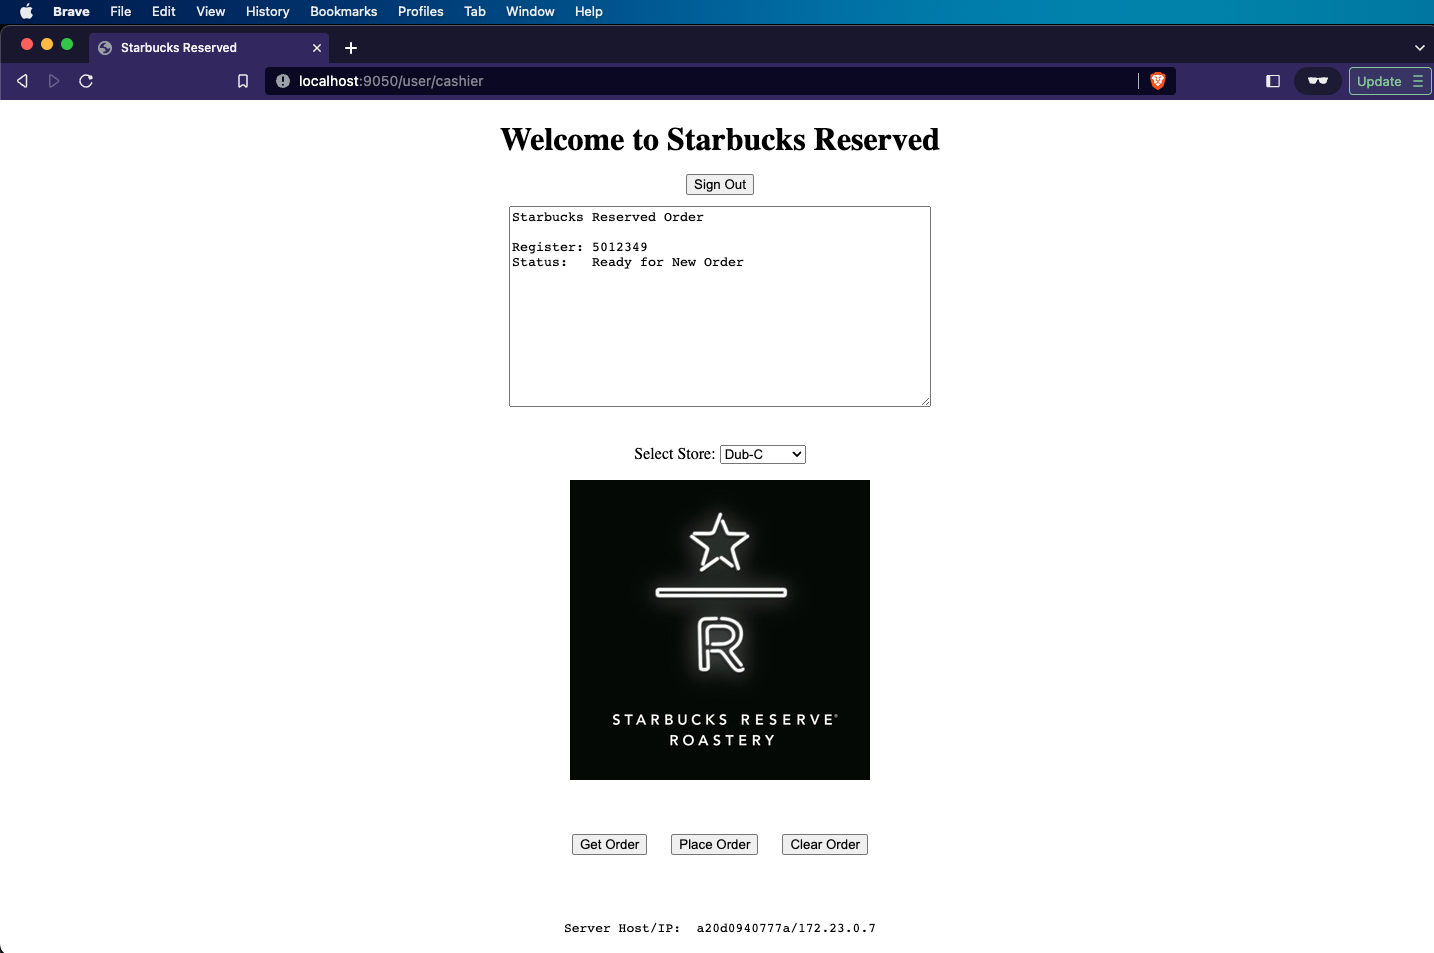 Brave File Edit View History Bookmarks Profiles Tab Window Help
Starbucks Reserved
localhost:9050/user/cashier
Update
Welcome to Starbucks Reserved
Sign Out
Starbucks Reserved Order
Register: 5012349
Status: Ready for New Order
Select Store: Dub-C
R
STARBUCKS RESERVE®
ROASTERY
Get Order Place Order Clear Order
Server Host/IP: a20d0940777a/172.23.0.7